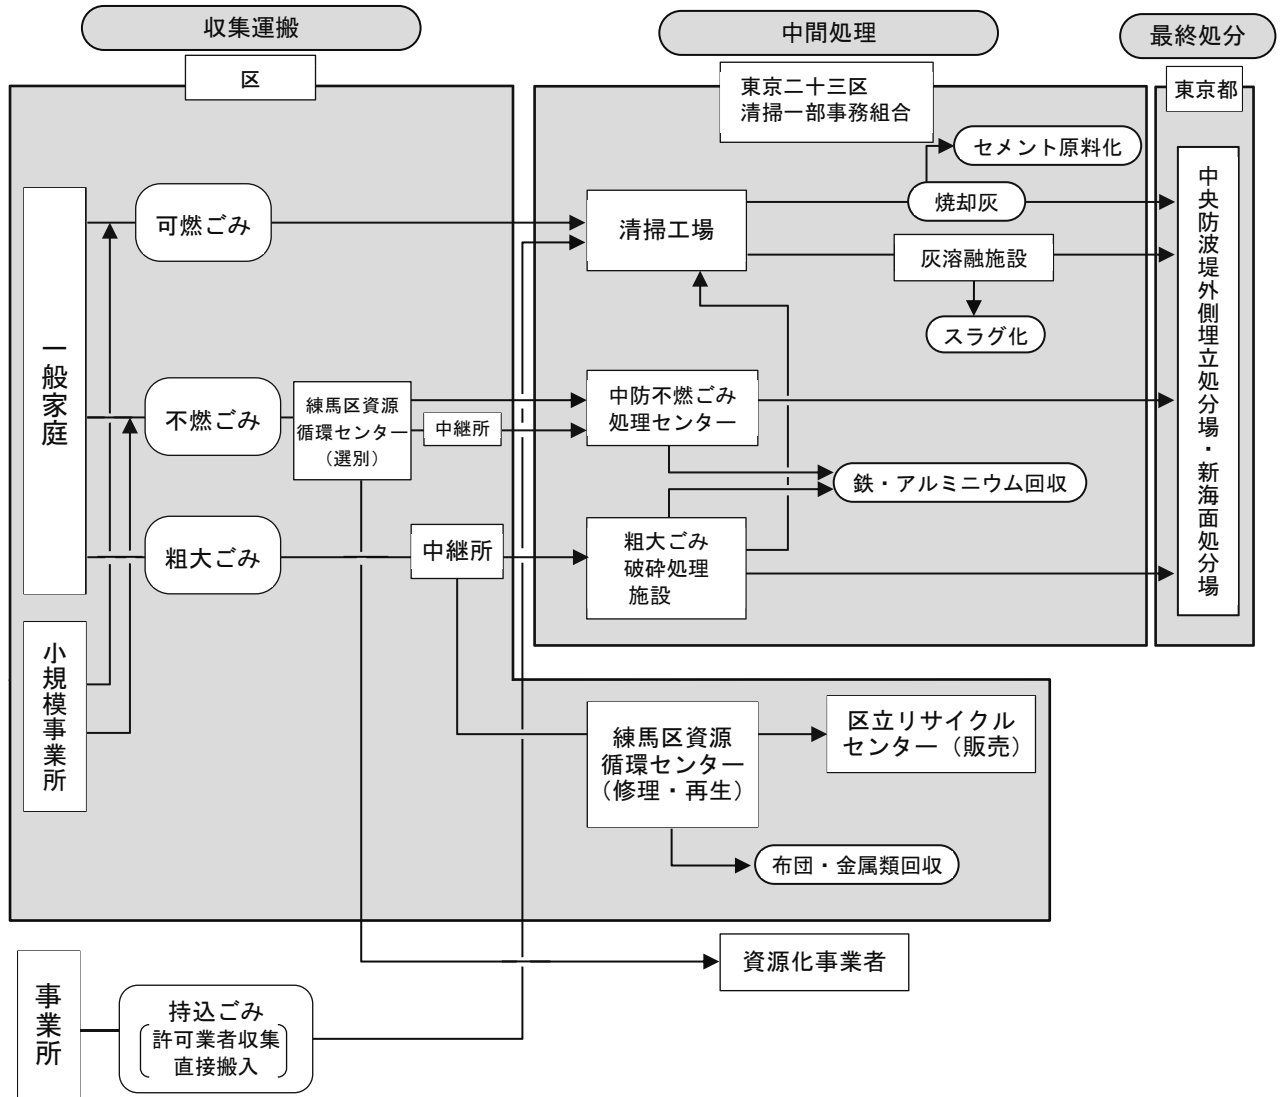 収集運搬
中間処理
最終処分
区
東京二十三区
清掃一部事務組合
東京都
一般家庭
小規模事業所
可燃ごみ
不燃ごみ
粗大ごみ
練馬区資源
循環センター
（選別）
中継所
中継所
清掃工場
焼却灰
セメント原料化
灰溶融施設
スラグ化
中防不燃ごみ
処理センター
鉄・アルミニウム回収
粗大ごみ
破砕処理
施設
中央防波堤外側埋立処分場・新海面処分場
練馬区資源
循環センター
（修理・再生）
区立リサイクル
センター（販売）
布団・金属類回収
資源化事業者
事業所
持込ごみ
許可業者収集
直接搬入